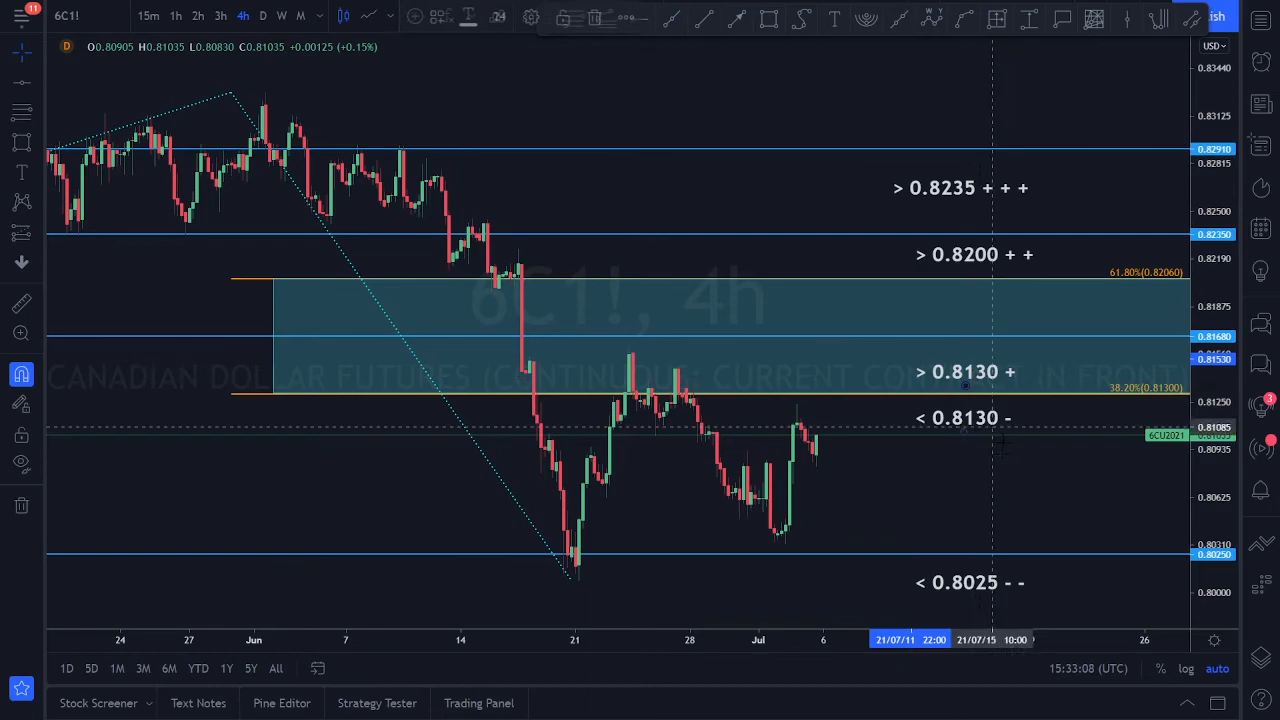 11
6C1!
15m 1h 2h 3h 4h D W M
24
ish
D O0.80905 H0.81035 L0.80830 C0.81035 +0.00125 (+0.15%)
USD
0.83440
0.83125
0.82910
0.82815
> 0.8235 + + +
0.82500
0.82350
> 0.8200 + +
0.82190
61.80%(0.82060)
6C1!, 4h
0.81875
0.81680
0.81530
CANADIAN DOLLAR FUTURES (CONTINUOUS: CURRENT CONTRACT IN FRONT)
> 0.8130 +
38.20%(0.81300)
0.81250
3
< 0.8130 -
0.81085
6CU2021
0.80935
0.80625
0.80310
0.80250
< 0.8025 - -
0.80000
24 27 Jun 7 14 21 28 Jul 6 21/07/11 22:00 21/07/15 10:00 26
1D 5D 1M 3M 6M YTD 1Y 5Y All
15:33:08 (UTC) % log auto
Stock Screener Text Notes Pine Editor Strategy Tester Trading Panel